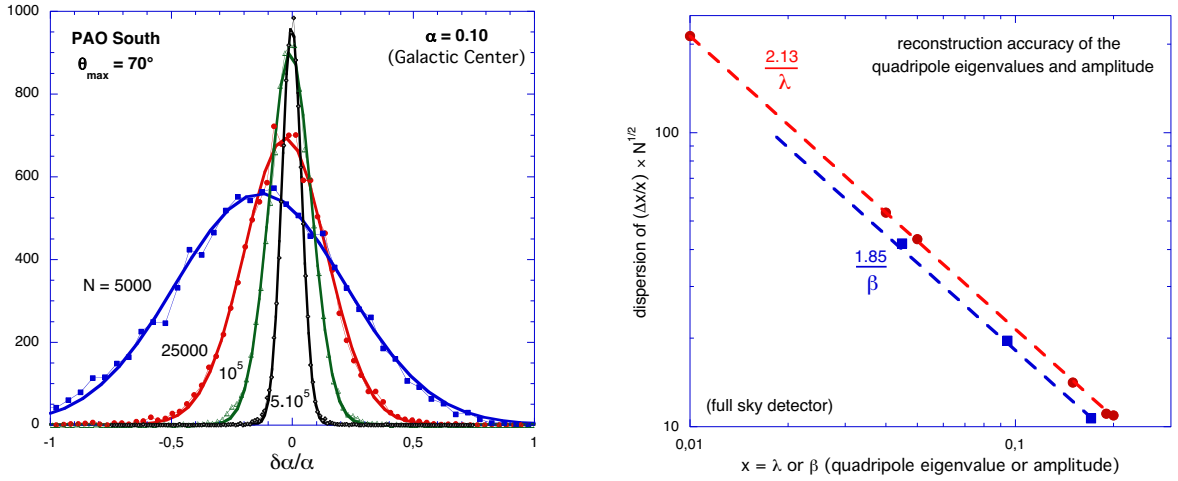 1000
800
600
400
200
0
-1
-0,5
0
0,5
1
δα/α
PAO South
θmax = 70°
α = 0.10
(Galactic Center)
N = 5000
25000
10^5
5.10^5
dispersion of (Δx/x) × N^1/2
100
10
0,01
0,1
x = λ or β (quadripole eigenvalue or amplitude)
reconstruction accuracy of the
quadripole eigenvalues and amplitude
2.13
λ
1.85
β
(full sky detector)